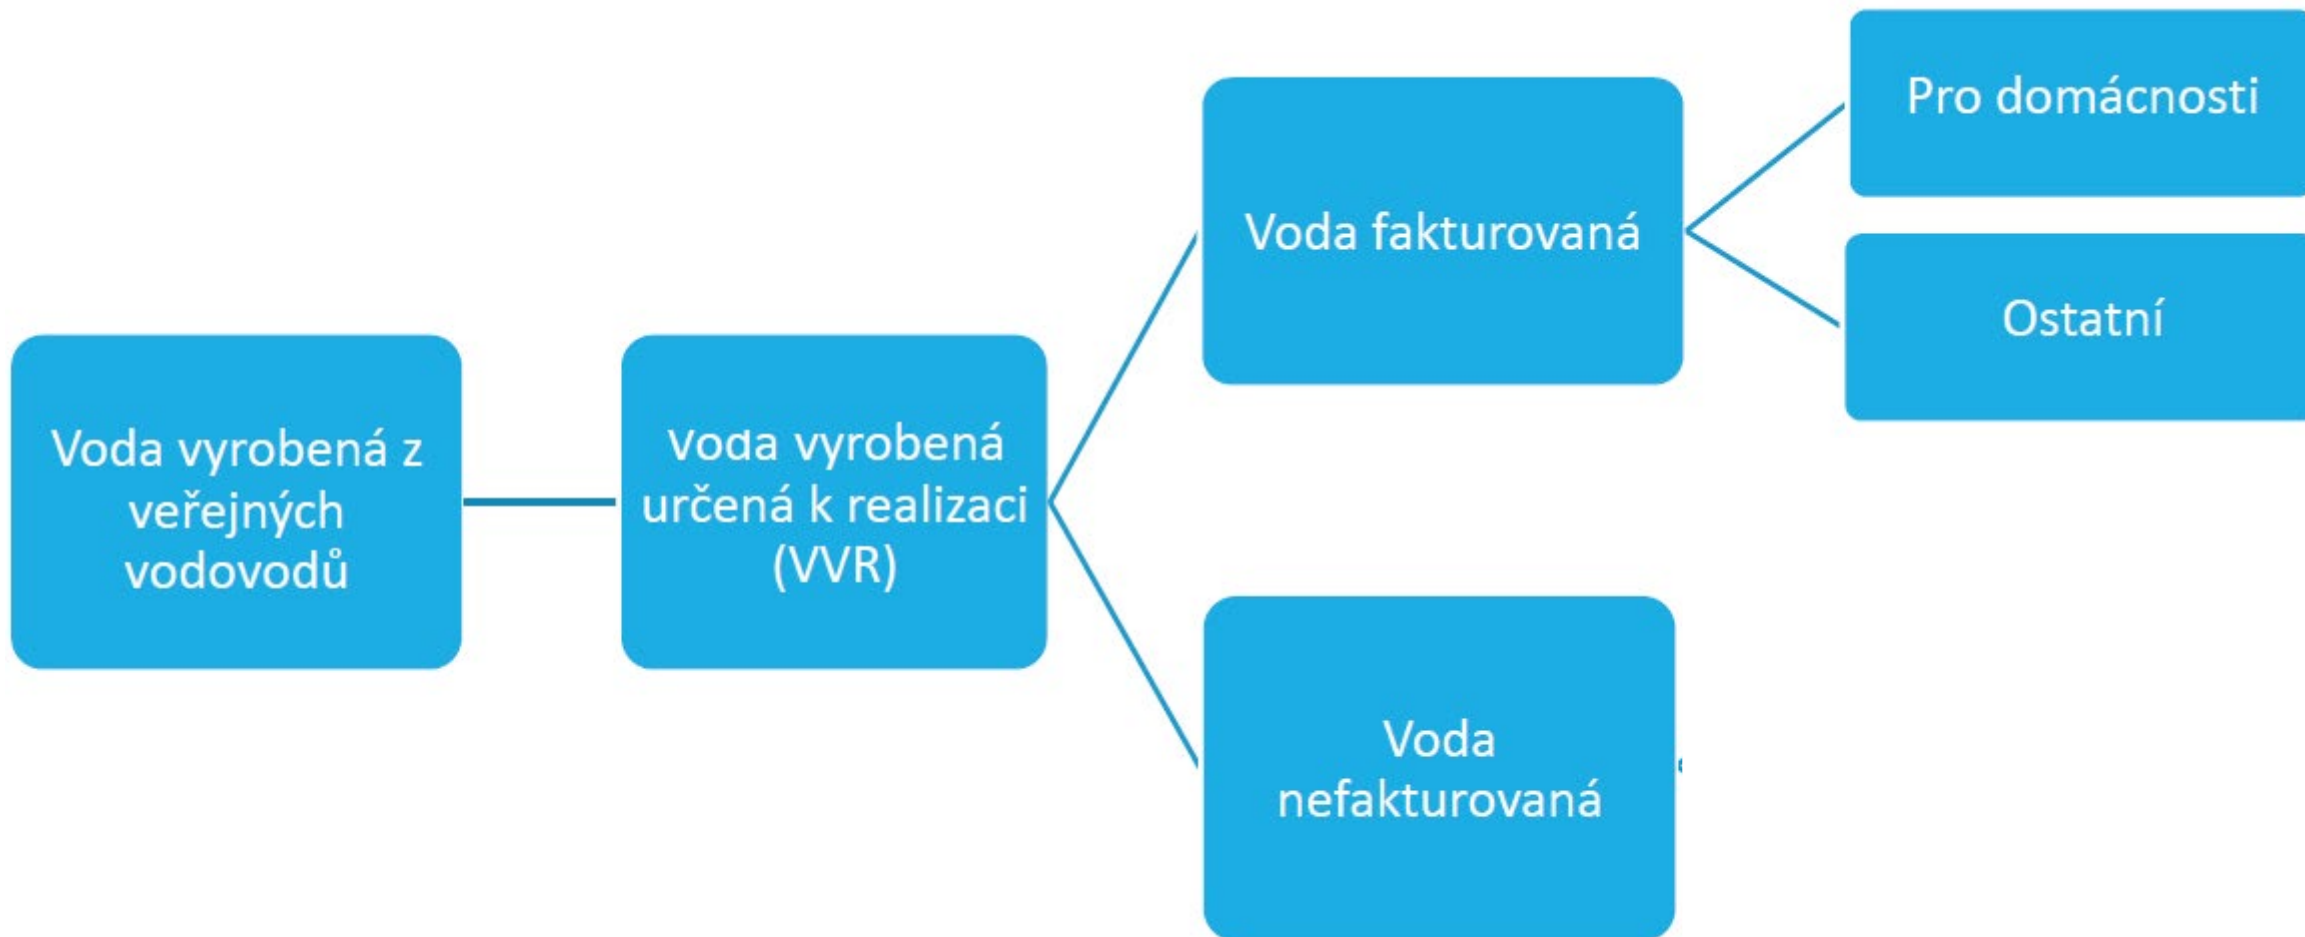 Voda vyrobená z
veřejných
vodovodů
Voda vyrobená
určená k realizaci
(VVR)
Voda fakturovaná
Pro domácnosti
Ostatní
Voda
nefakturovaná